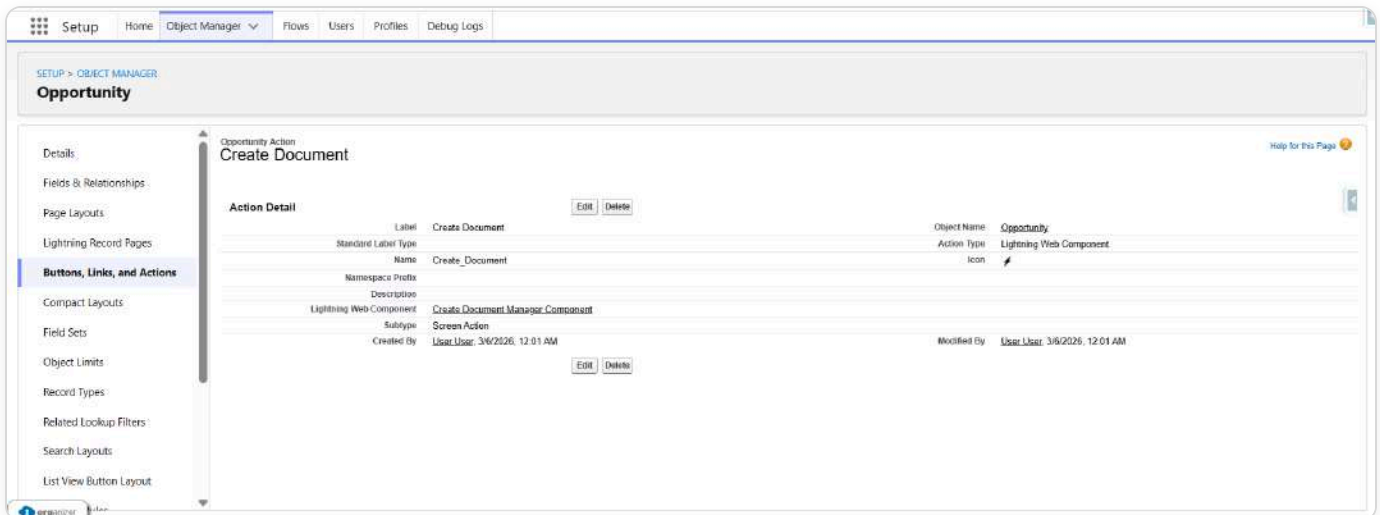 Setup Home Object Manager Flows Users Profiles Debug Logs
SETUP > OBJECT MANAGER
Opportunity
Details
Fields & Relationships
Page Layouts
Lightning Record Pages
Buttons, Links, and Actions
Compact Layouts
Field Sets
Object Limits
Record Types
Related Lookup Filters
Search Layouts
List View Button Layout
organizer
Opportunity Action
Create Document
Help for this Page
Action Detail Edit Delete
Label Create Document Object Name Opportunity
Standard Label Type Action Type Lightning Web Component
Name Create_Document Icon
Namespace Prefix
Description
Lightning Web Component Create Document Manager Component
Subtype Screen Action
Created By User User, 3/6/2026, 12:01 AM Modified By User User, 3/6/2026, 12:01 AM
Edit Delete